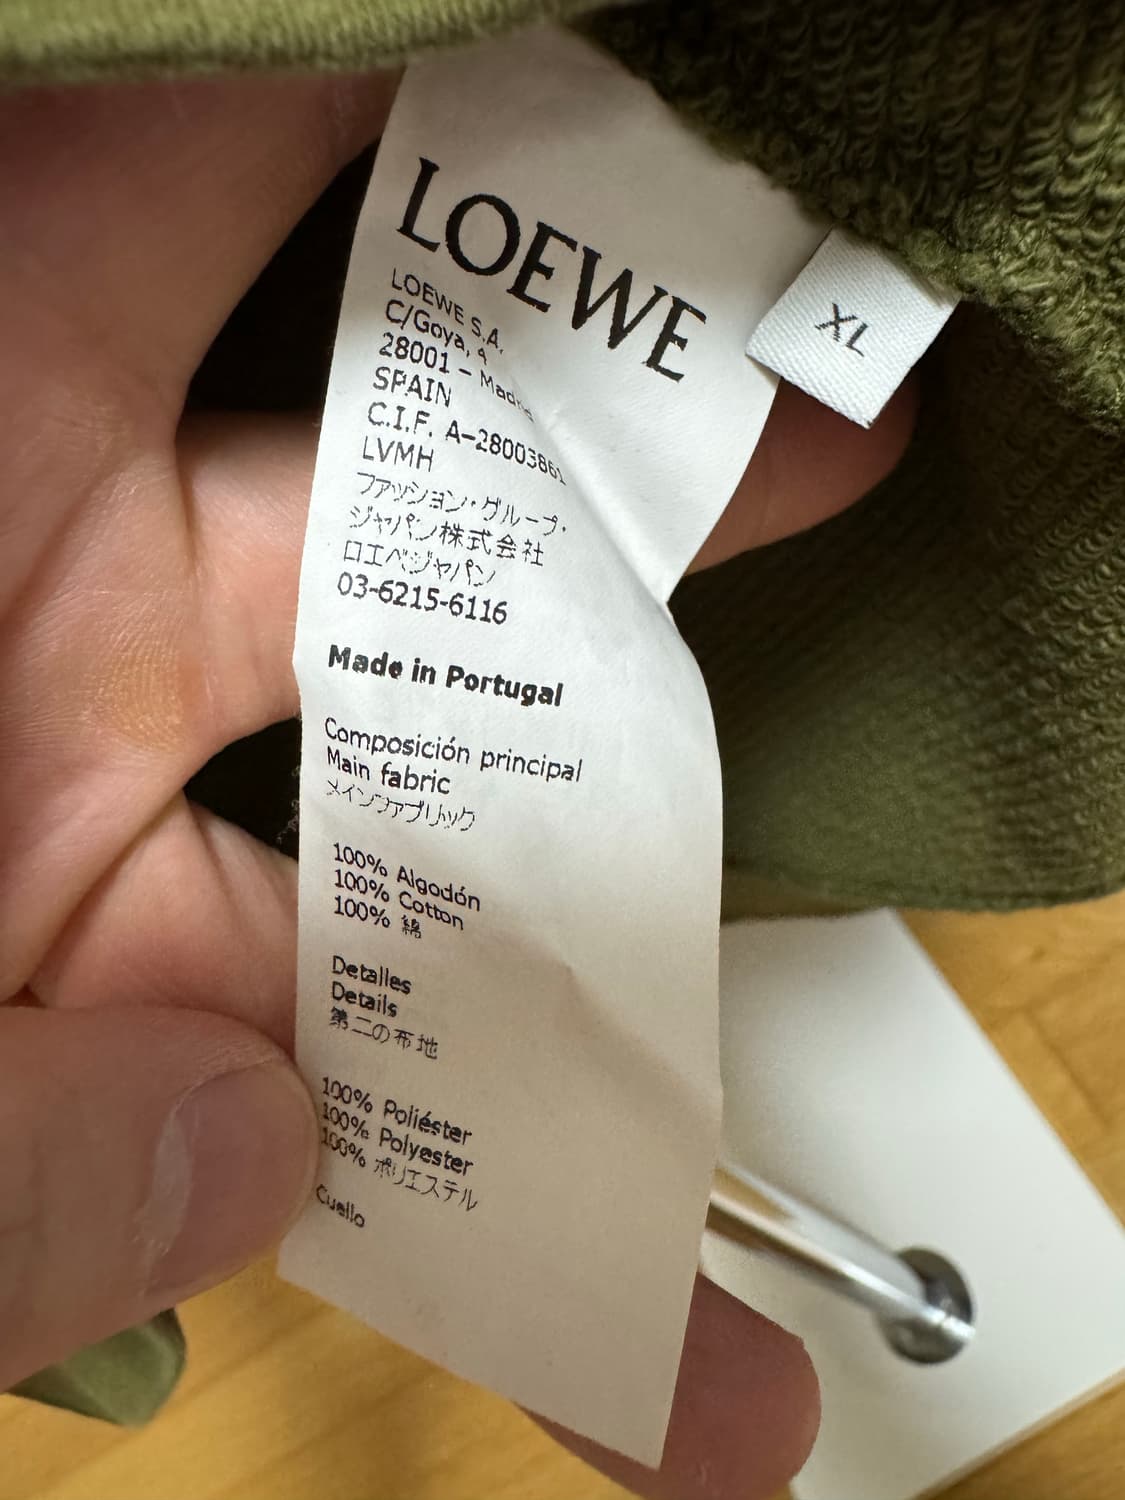 LOEWE
XL
LOEWE S.A.
C/Goya, 4
28001 - Madrid
SPAIN
C.I.F. A-28003861
LVMH
ファッション・グループ・
ジャパン株式会社
ロエベジャパン
03-6215-6116
Made in Portugal
Composición principal
Main fabric
メインファブリック
100% Algodón
100% Cotton
100% 綿
Detalles
Details
第二の布地
100% Poliéster
100% Polyester
100% ポリエステル
Cuello